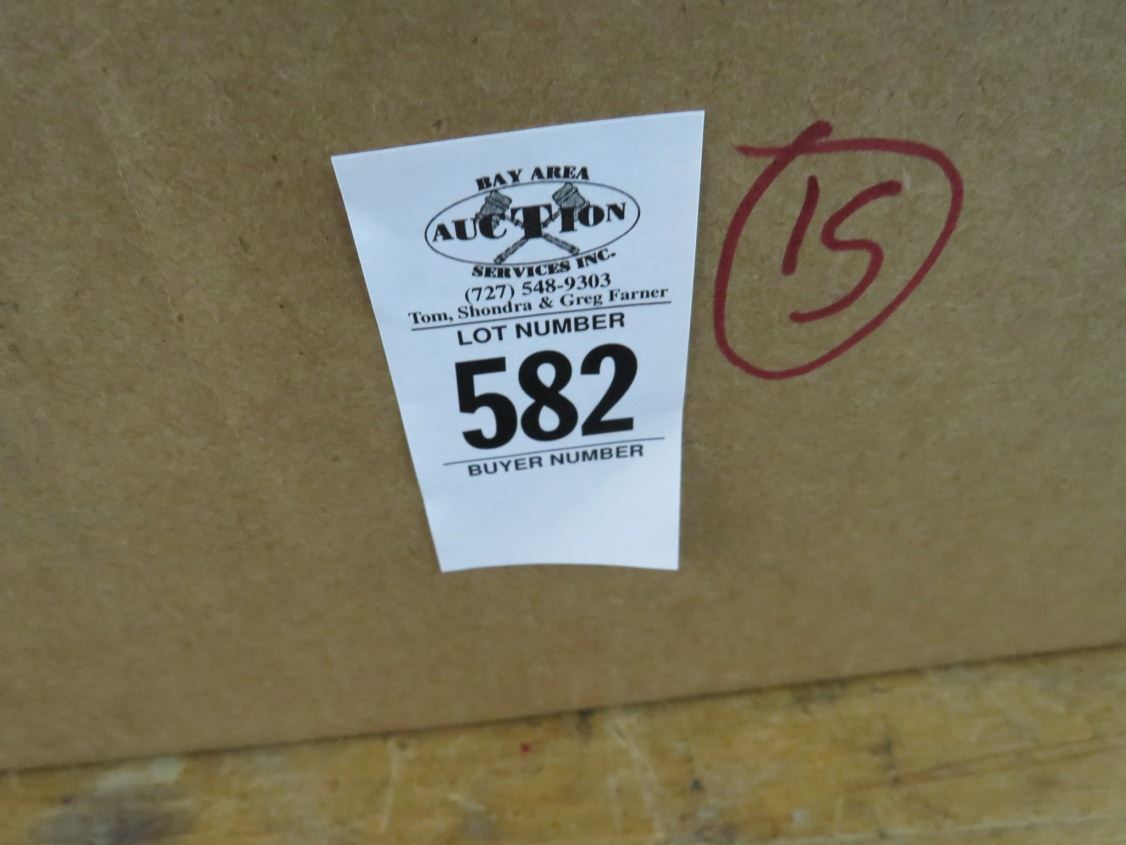 BAY AREA
AUCTION
SERVICES INC.
(727) 548-9303
Tom, Shondra & Greg Farner
LOT NUMBER
582
BUYER NUMBER
15